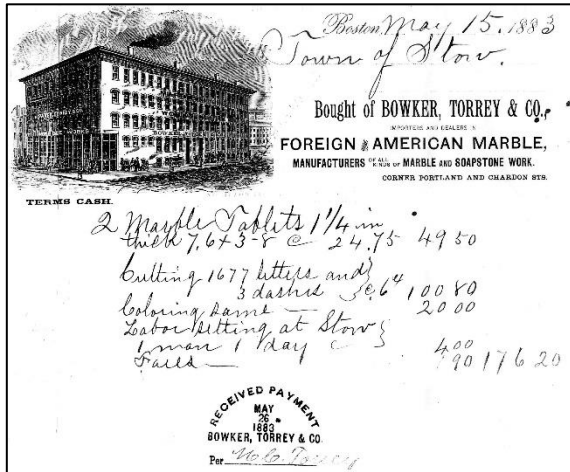 Boston, May 15, 1883
Town of Stow.
Bought of BOWKER, TORREY & CO.,
IMPORTERS AND DEALERS IN
FOREIGN & AMERICAN MARBLE,
MANUFACTURERS OF ALL KINDS OF MARBLE AND SOAPSTONE WORK.
CORNER PORTLAND AND CHARDON STS.
BOWKER
TERMS CASH.
2 Marble Tablets 1 1/4 in
thick 7.6 x 3-8 @ 24.75 49 50
Cutting 1677 letters and
3 dashes @ 6 100 80
Coloring same — 20 00
Labor setting at Stow
1 man 1 day 4 00
Fares — 90 176 20
RECEIVED PAYMENT
MAY
26
1883
BOWKER, TORREY & CO.
Per Torrey